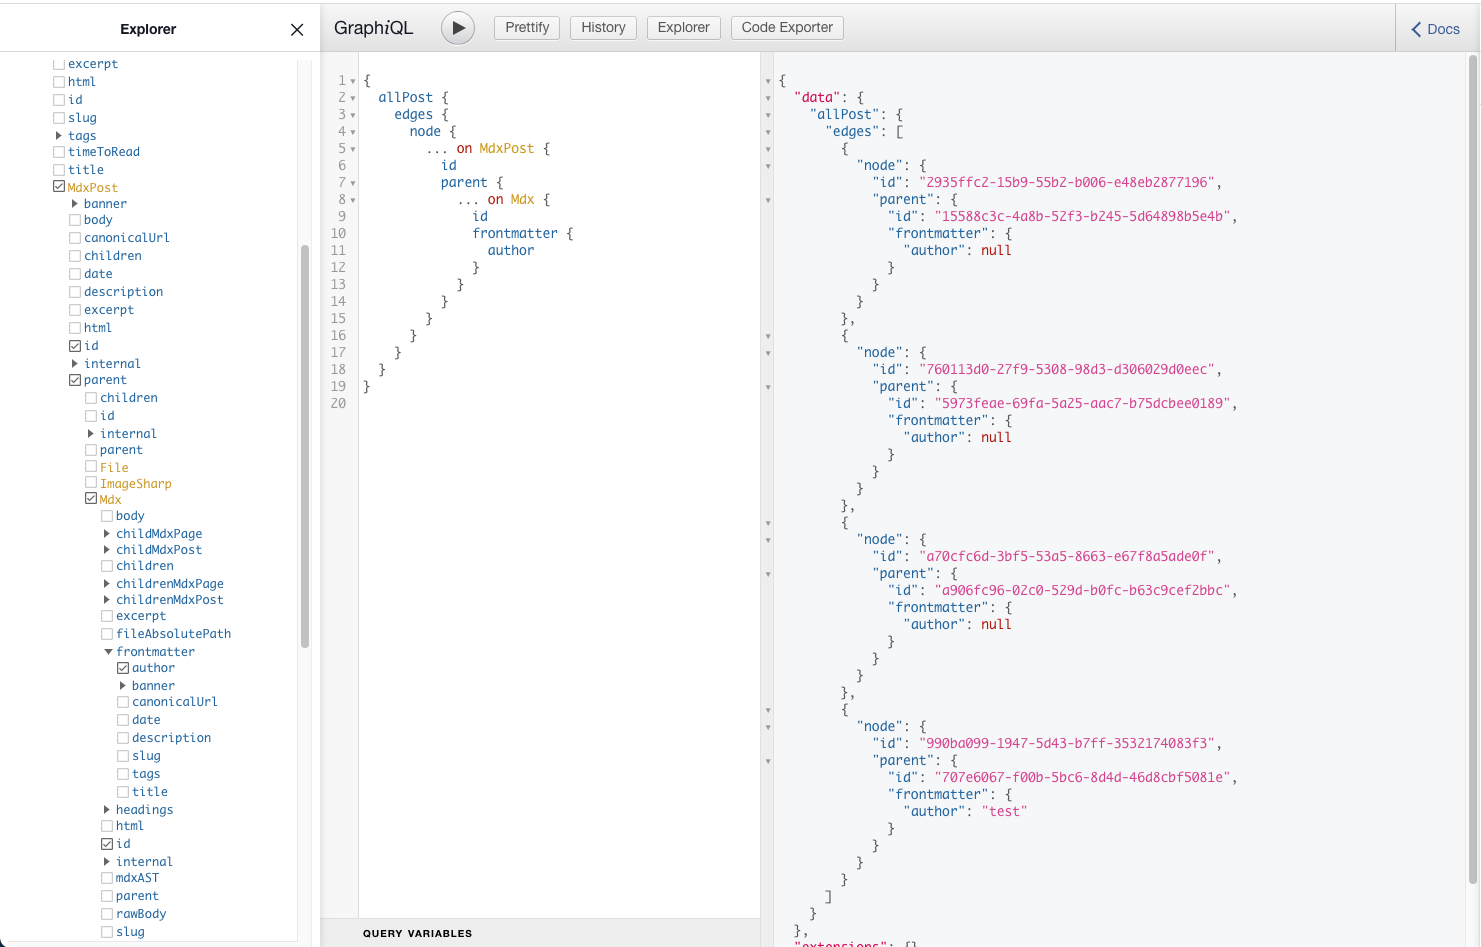 Explorer
GraphiQL
Prettify
History
Explorer
Code Exporter
Docs
excerpt
html
id
slug
tags
timeToRead
title
MdxPost
banner
body
canonicalUrl
children
date
description
excerpt
html
id
internal
parent
children
id
internal
parent
File
ImageSharp
Mdx
body
childMdxPage
childMdxPost
children
childrenMdxPage
childrenMdxPost
excerpt
fileAbsolutePath
frontmatter
author
banner
canonicalUrl
date
description
slug
tags
title
headings
html
id
internal
mdxAST
parent
rawBody
slug
1 {
2 allPost {
3 edges {
4 node {
5 ... on MdxPost {
6 id
7 parent {
8 ... on Mdx {
9 id
10 frontmatter {
11 author
12 }
13 }
14 }
15 }
16 }
17 }
18 }
19 }
20
QUERY VARIABLES
{
"data": {
"allPost": {
"edges": [
{
"node": {
"id": "2935ffc2-15b9-55b2-b006-e48eb2877196",
"parent": {
"id": "15588c3c-4a8b-52f3-b245-5d64898b5e4b",
"frontmatter": {
"author": null
}
}
}
},
{
"node": {
"id": "760113d0-27f9-5308-98d3-d306029d0eec",
"parent": {
"id": "5973feae-69fa-5a25-aac7-b75dcbee0189",
"frontmatter": {
"author": null
}
}
}
},
{
"node": {
"id": "a70cfc6d-3bf5-53a5-8663-e67f8a5ade0f",
"parent": {
"id": "a906fc96-02c0-529d-b0fc-b63c9cef2bbc",
"frontmatter": {
"author": null
}
}
}
},
{
"node": {
"id": "990ba099-1947-5d43-b7ff-3532174083f3",
"parent": {
"id": "707e6067-f00b-5bc6-8d4d-46d8cbf5081e",
"frontmatter": {
"author": "test"
}
}
}
}
]
}
},
"extensions": {}